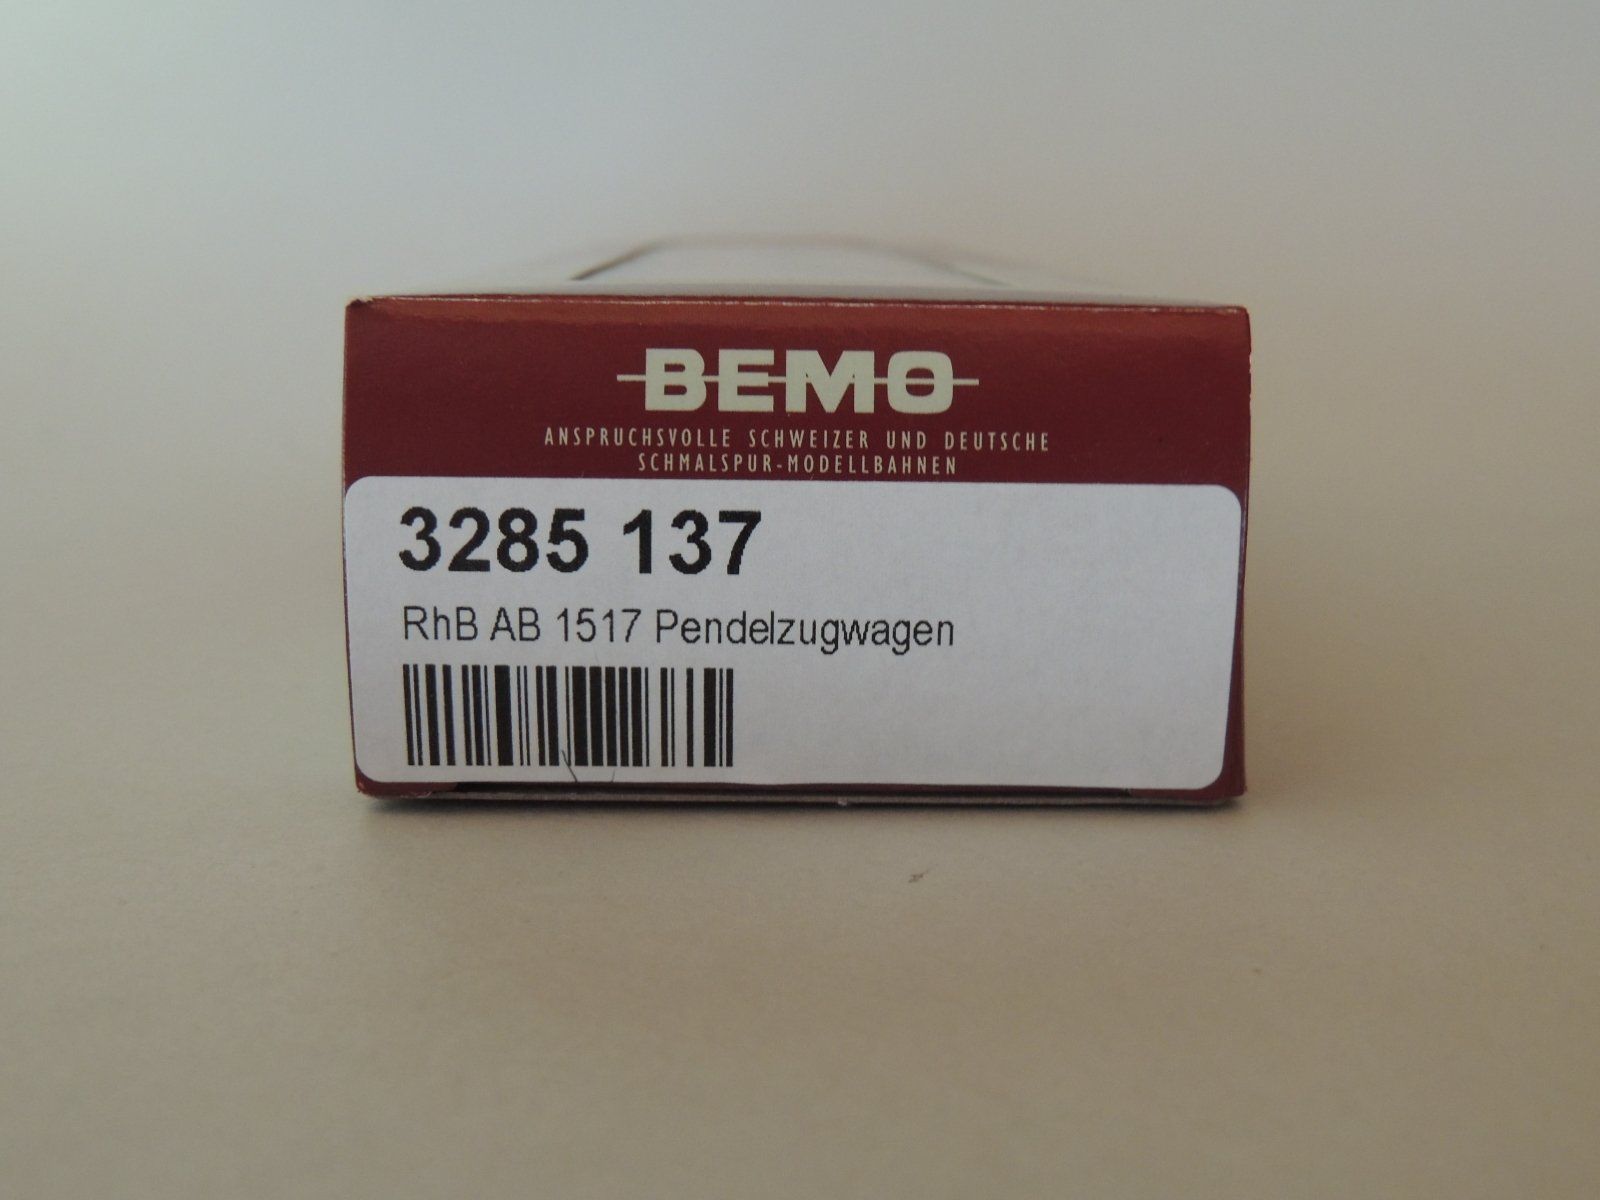 BEMO
ANSPRUCHSVOLLE SCHWEIZER UND DEUTSCHE
SCHMALSPUR-MODELLBAHNEN
3285 137
RhB AB 1517 Pendelzugwagen